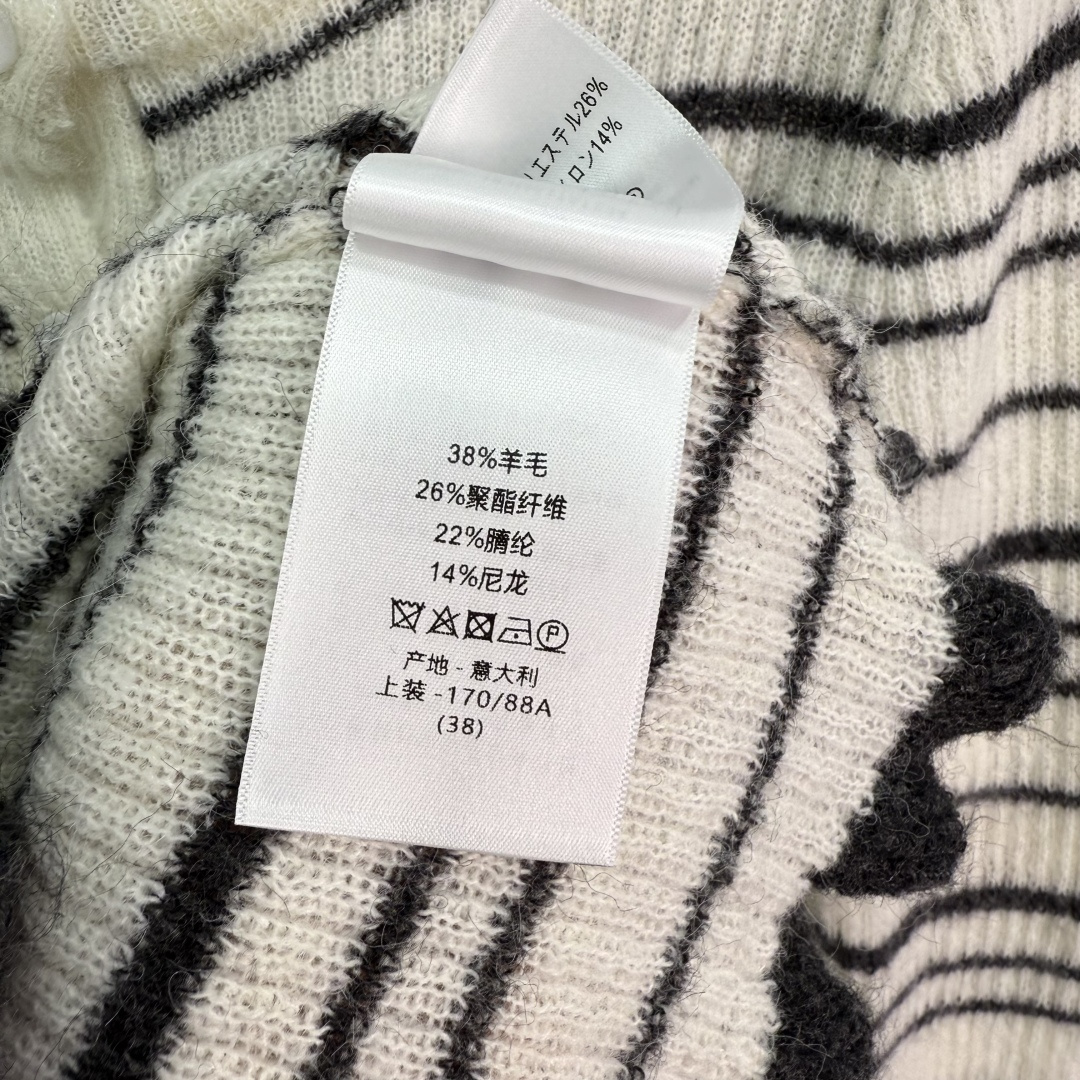 エステル26%
ロン14%
38%羊毛
26%聚酯纤维
22%腈纶
14%尼龙
P
产地 - 意大利
上装 -170/88A
(38)